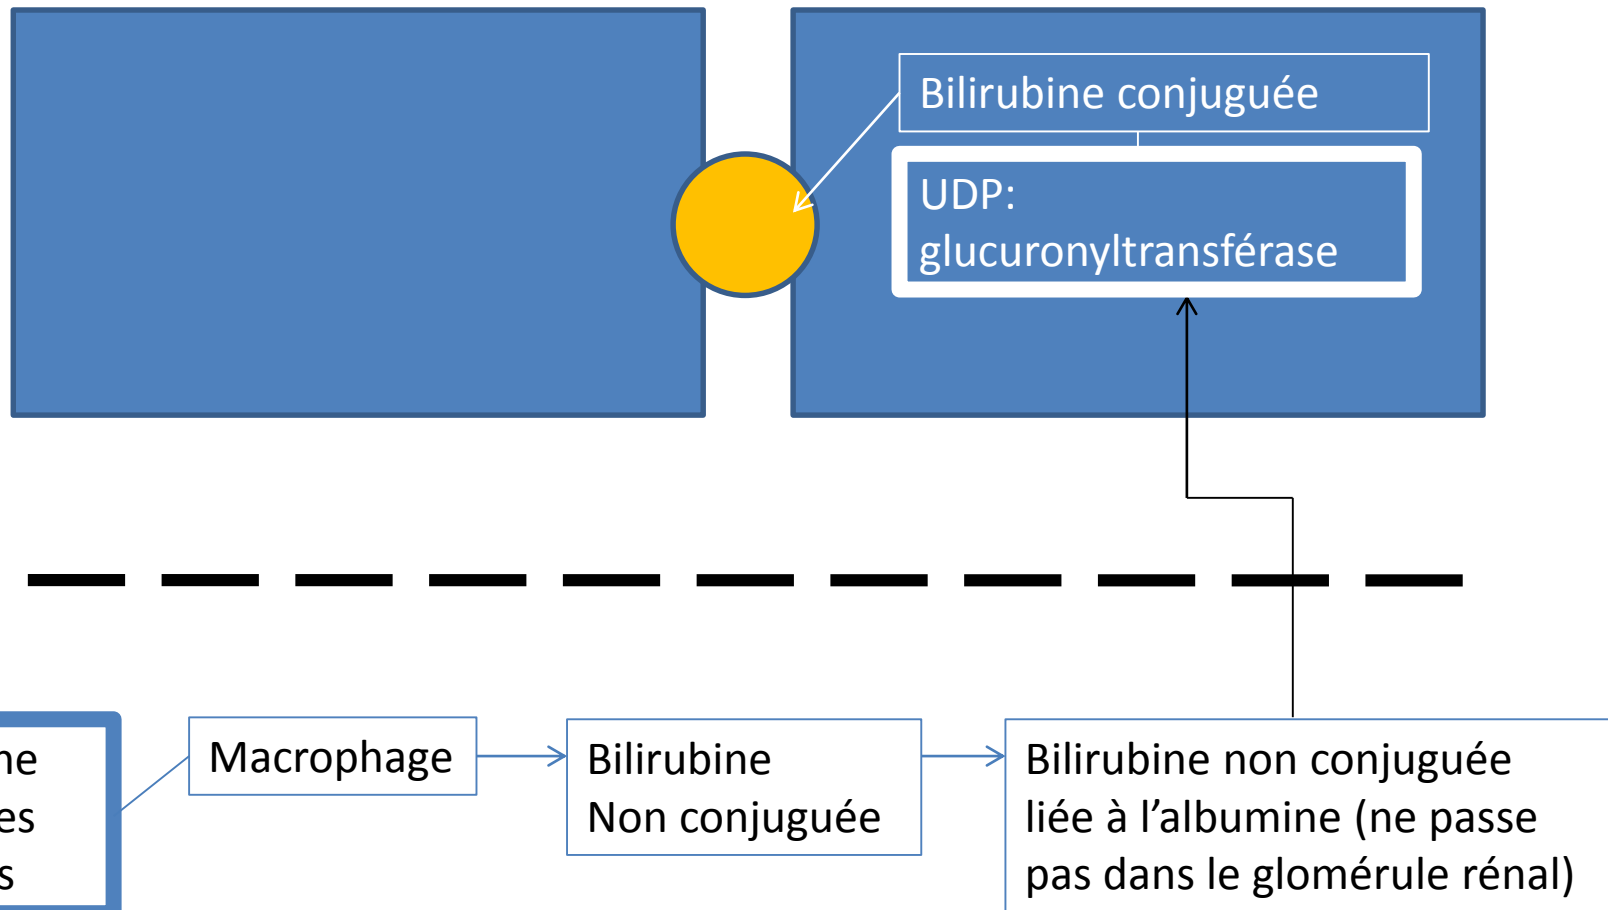 Bilirubine conjuguée
UDP:
glucuronyltransférase
Macrophage
Bilirubine
Non conjuguée
Bilirubine non conjuguée
liée à l'albumine (ne passe
pas dans le glomérule rénal)